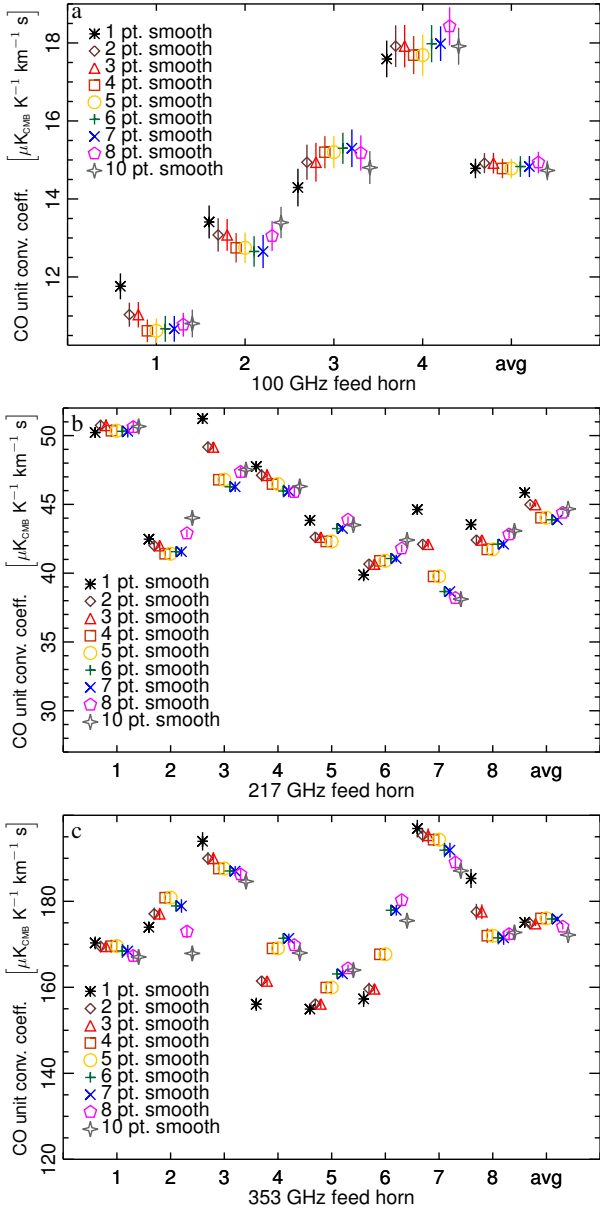 a
1 pt. smooth
2 pt. smooth
3 pt. smooth
4 pt. smooth
5 pt. smooth
6 pt. smooth
7 pt. smooth
8 pt. smooth
10 pt. smooth
CO unit conv. coeff. [μK_CMB K⁻¹ km⁻¹ s]
18
16
14
12
1 2 3 4 avg
100 GHz feed horn
b
1 pt. smooth
2 pt. smooth
3 pt. smooth
4 pt. smooth
5 pt. smooth
6 pt. smooth
7 pt. smooth
8 pt. smooth
10 pt. smooth
CO unit conv. coeff. [μK_CMB K⁻¹ km⁻¹ s]
50
45
40
35
30
1 2 3 4 5 6 7 8 avg
217 GHz feed horn
c
1 pt. smooth
2 pt. smooth
3 pt. smooth
4 pt. smooth
5 pt. smooth
6 pt. smooth
7 pt. smooth
8 pt. smooth
10 pt. smooth
CO unit conv. coeff. [μK_CMB K⁻¹ km⁻¹ s]
180
160
140
120
1 2 3 4 5 6 7 8 avg
353 GHz feed horn